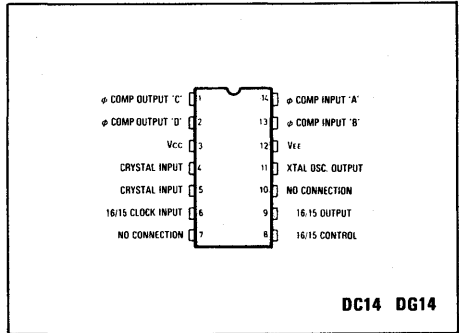 φ COMP OUTPUT 'C' 1 14 φ COMP INPUT 'A'
φ COMP OUTPUT 'D' 2 13 φ COMP INPUT 'B'
VCC 3 12 VEE
CRYSTAL INPUT 4 11 XTAL OSC. OUTPUT
CRYSTAL INPUT 5 10 NO CONNECTION
16/15 CLOCK INPUT 6 9 16/15 OUTPUT
NO CONNECTION 7 8 16/15 CONTROL
DC14 DG14